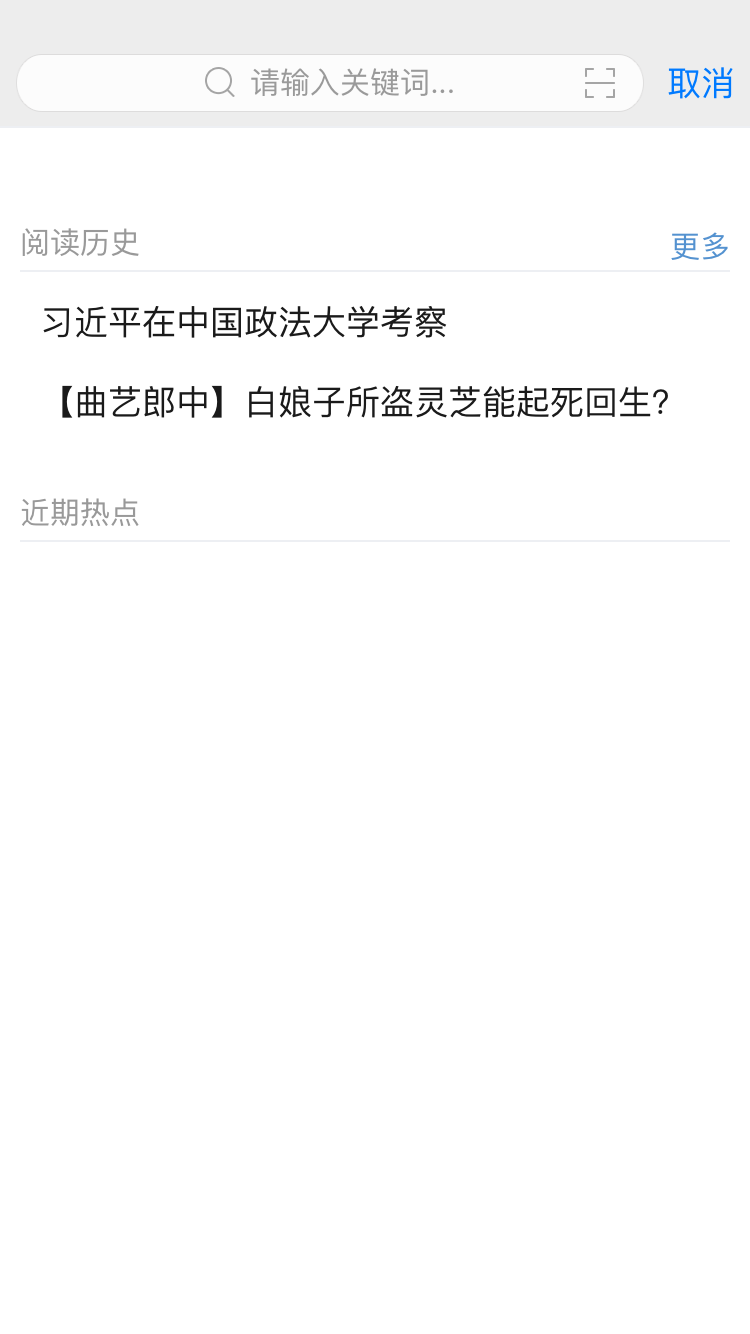 请输入关键词...
取消
阅读历史
更多
习近平在中国政法大学考察
【曲艺郎中】白娘子所盗灵芝能起死回生?
近期热点